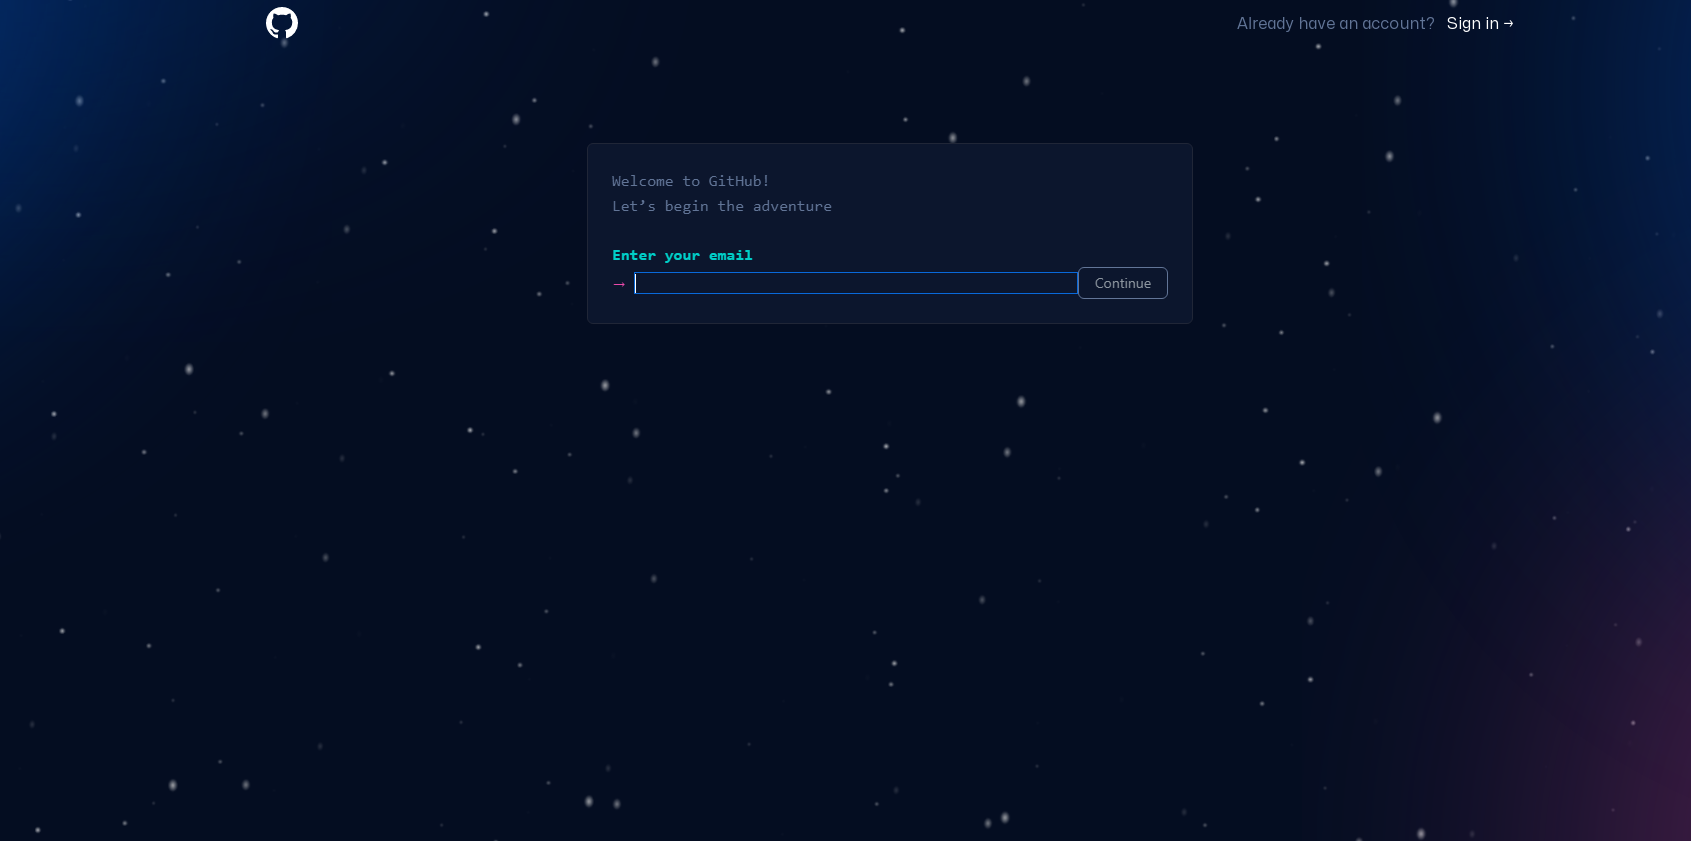 Already have an account? Sign in →
Welcome to GitHub!
Let’s begin the adventure
Enter your email
→
Continue